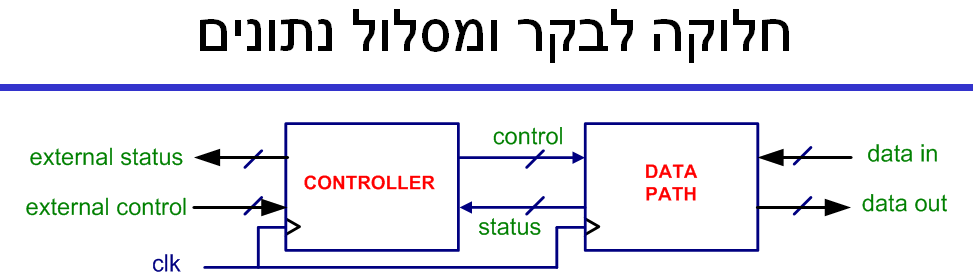 חלוקה לבקר ומסלול נתונים
external status
external control
clk
CONTROLLER
control
status
DATA
PATH
data in
data out